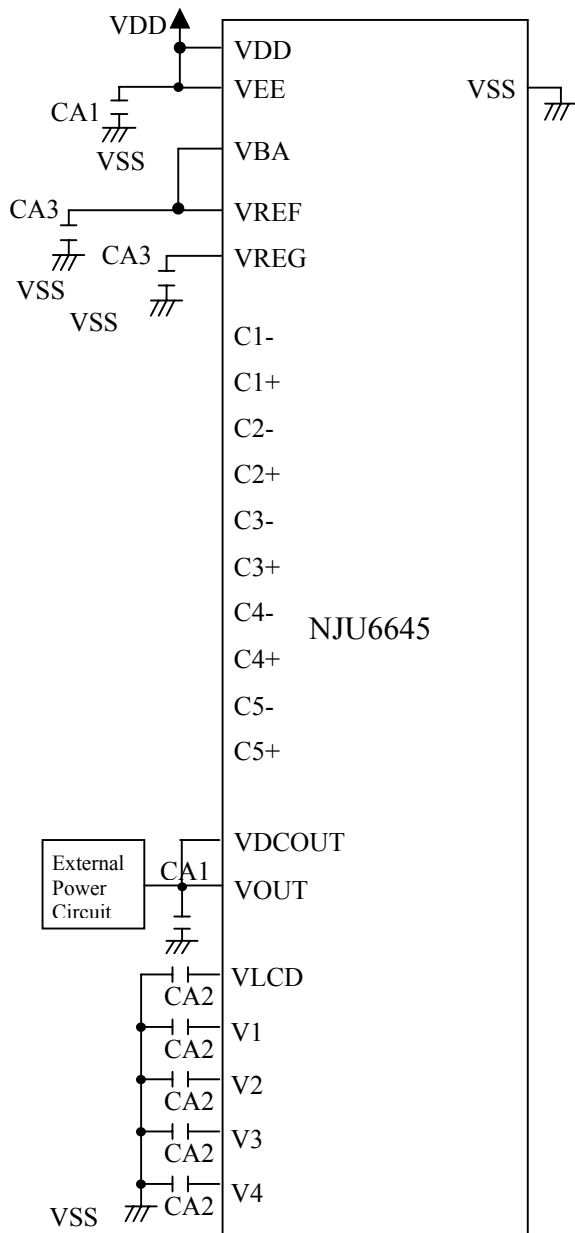 VDD
VDD
VEE
VSS
CA1
VSS
VBA
CA3
VREF
VSS
CA3
VREG
VSS
C1-
C1+
C2-
C2+
C3-
C3+
C4-
NJU6645
C4+
C5-
C5+
VDCOUT
External
Power
Circuit
CA1
VOUT
VLCD
CA2
V1
CA2
V2
CA2
V3
CA2
V4
CA2
VSS